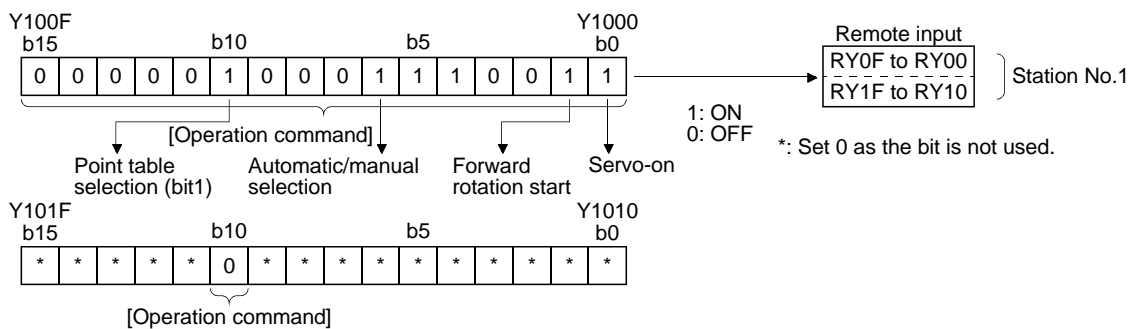 Y100F Y1000
b15 b10 b5 b0
0 0 0 0 0 1 0 0 0 1 1 1 0 0 1 1
Remote input
RY0F to RY00
RY1F to RY10
Station No.1
1: ON
0: OFF
*: Set 0 as the bit is not used.
[Operation command]
Point table
selection (bit1)
Automatic/manual
selection
Forward
rotation start
Servo-on
Y101F Y1010
b15 b10 b5 b0
* * * * * 0 * * * * * * * * * *
[Operation command]